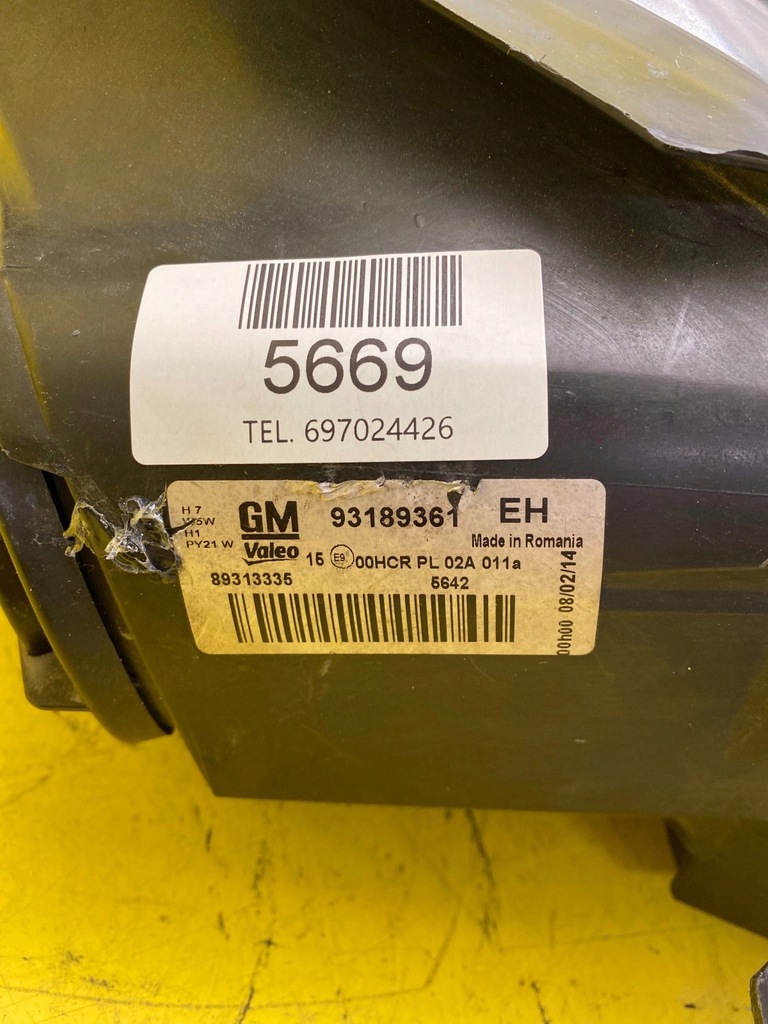 5669
TEL. 697024426
H 7
W5W
H1
PY21 W
GM
93189361
EH
Valeo
Made in Romania
15 E9 00HCR PL 02A 011a
89313335
5642
00h00 08/02/14